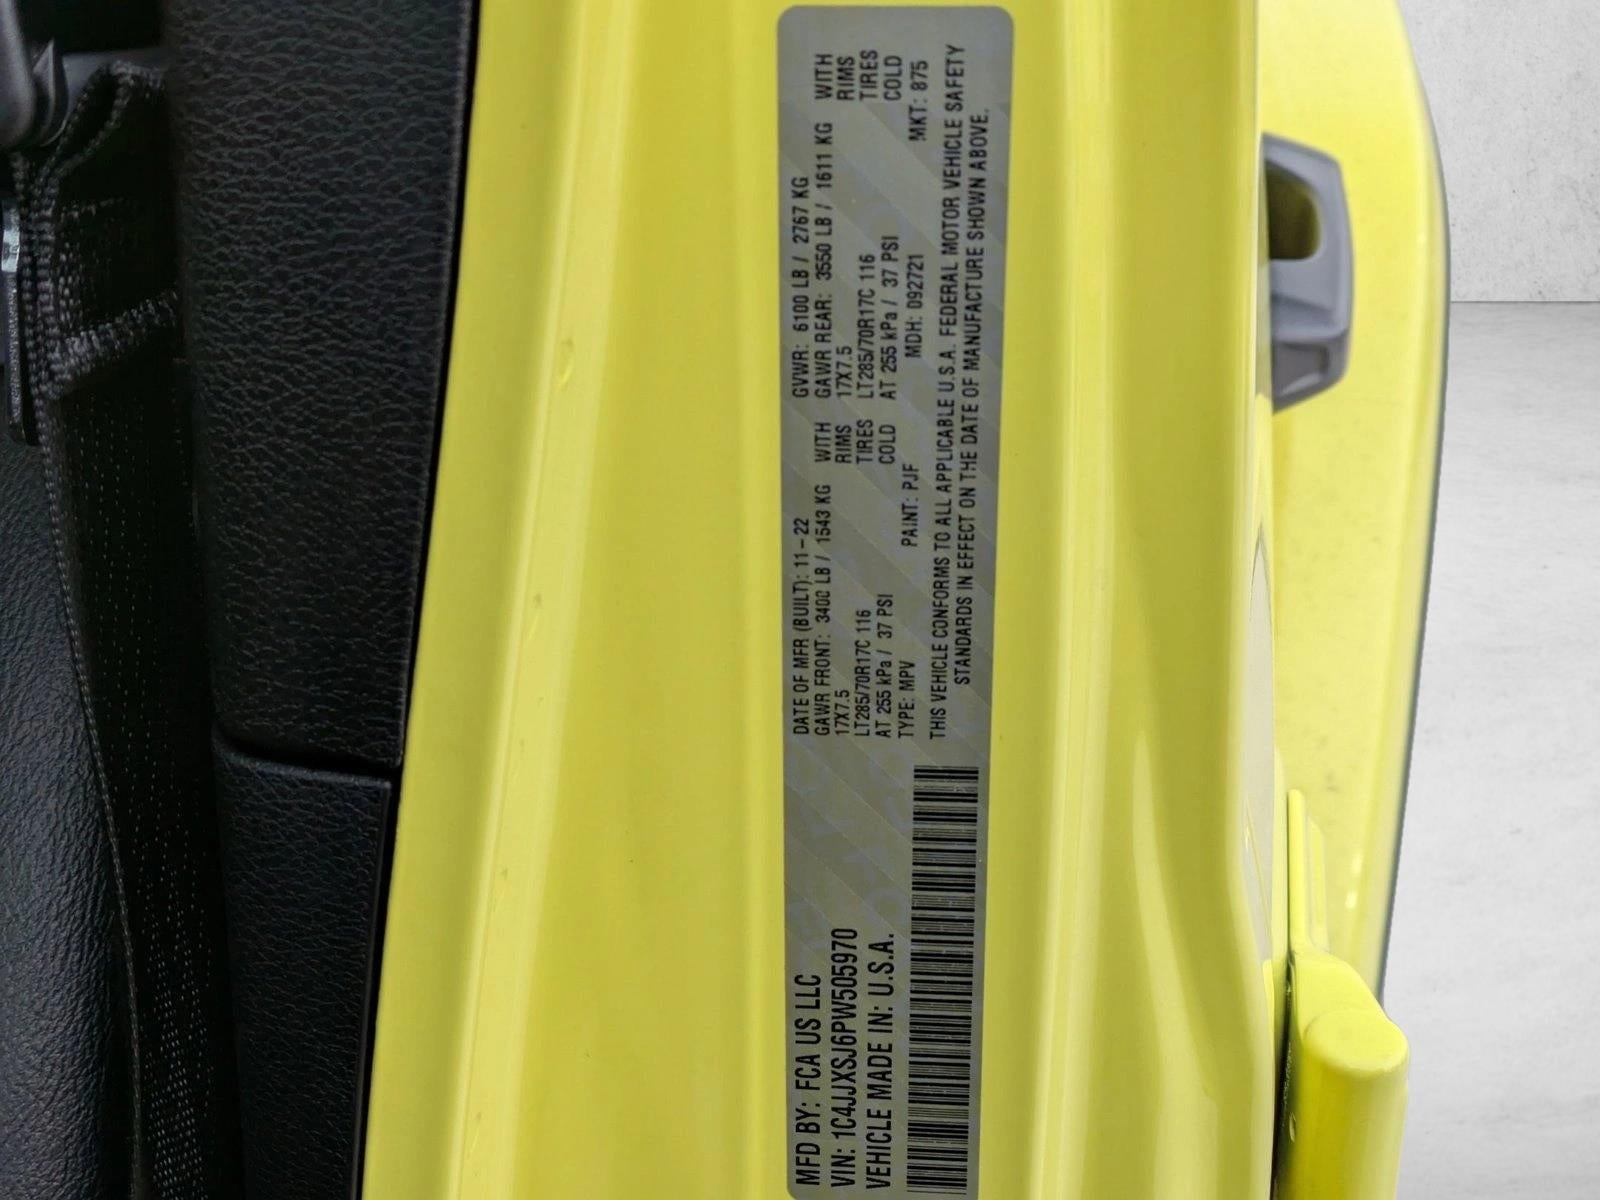 MFD BY: FCA US LLC
VIN: 1C4JJXSJ6PW505970
VEHICLE MADE IN: U.S.A.
DATE OF MFR (BUILT): 11-22 GVWR: 6100 LB / 2767 KG
GAWR FRONT: 3400 LB / 1543 KG WITH GAWR REAR: 3550 LB / 1611 KG WITH
17X7.5 RIMS 17X7.5 RIMS
LT285/70R17C 116 TIRES LT285/70R17C 116 TIRES
AT 255 kPa / 37 PSI COLD AT 255 kPa / 37 PSI COLD
TYPE: MPV PAINT: PJF MDH: 092721 MKT: 875
THIS VEHICLE CONFORMS TO ALL APPLICABLE U.S.A. FEDERAL MOTOR VEHICLE SAFETY
STANDARDS IN EFFECT ON THE DATE OF MANUFACTURE SHOWN ABOVE.